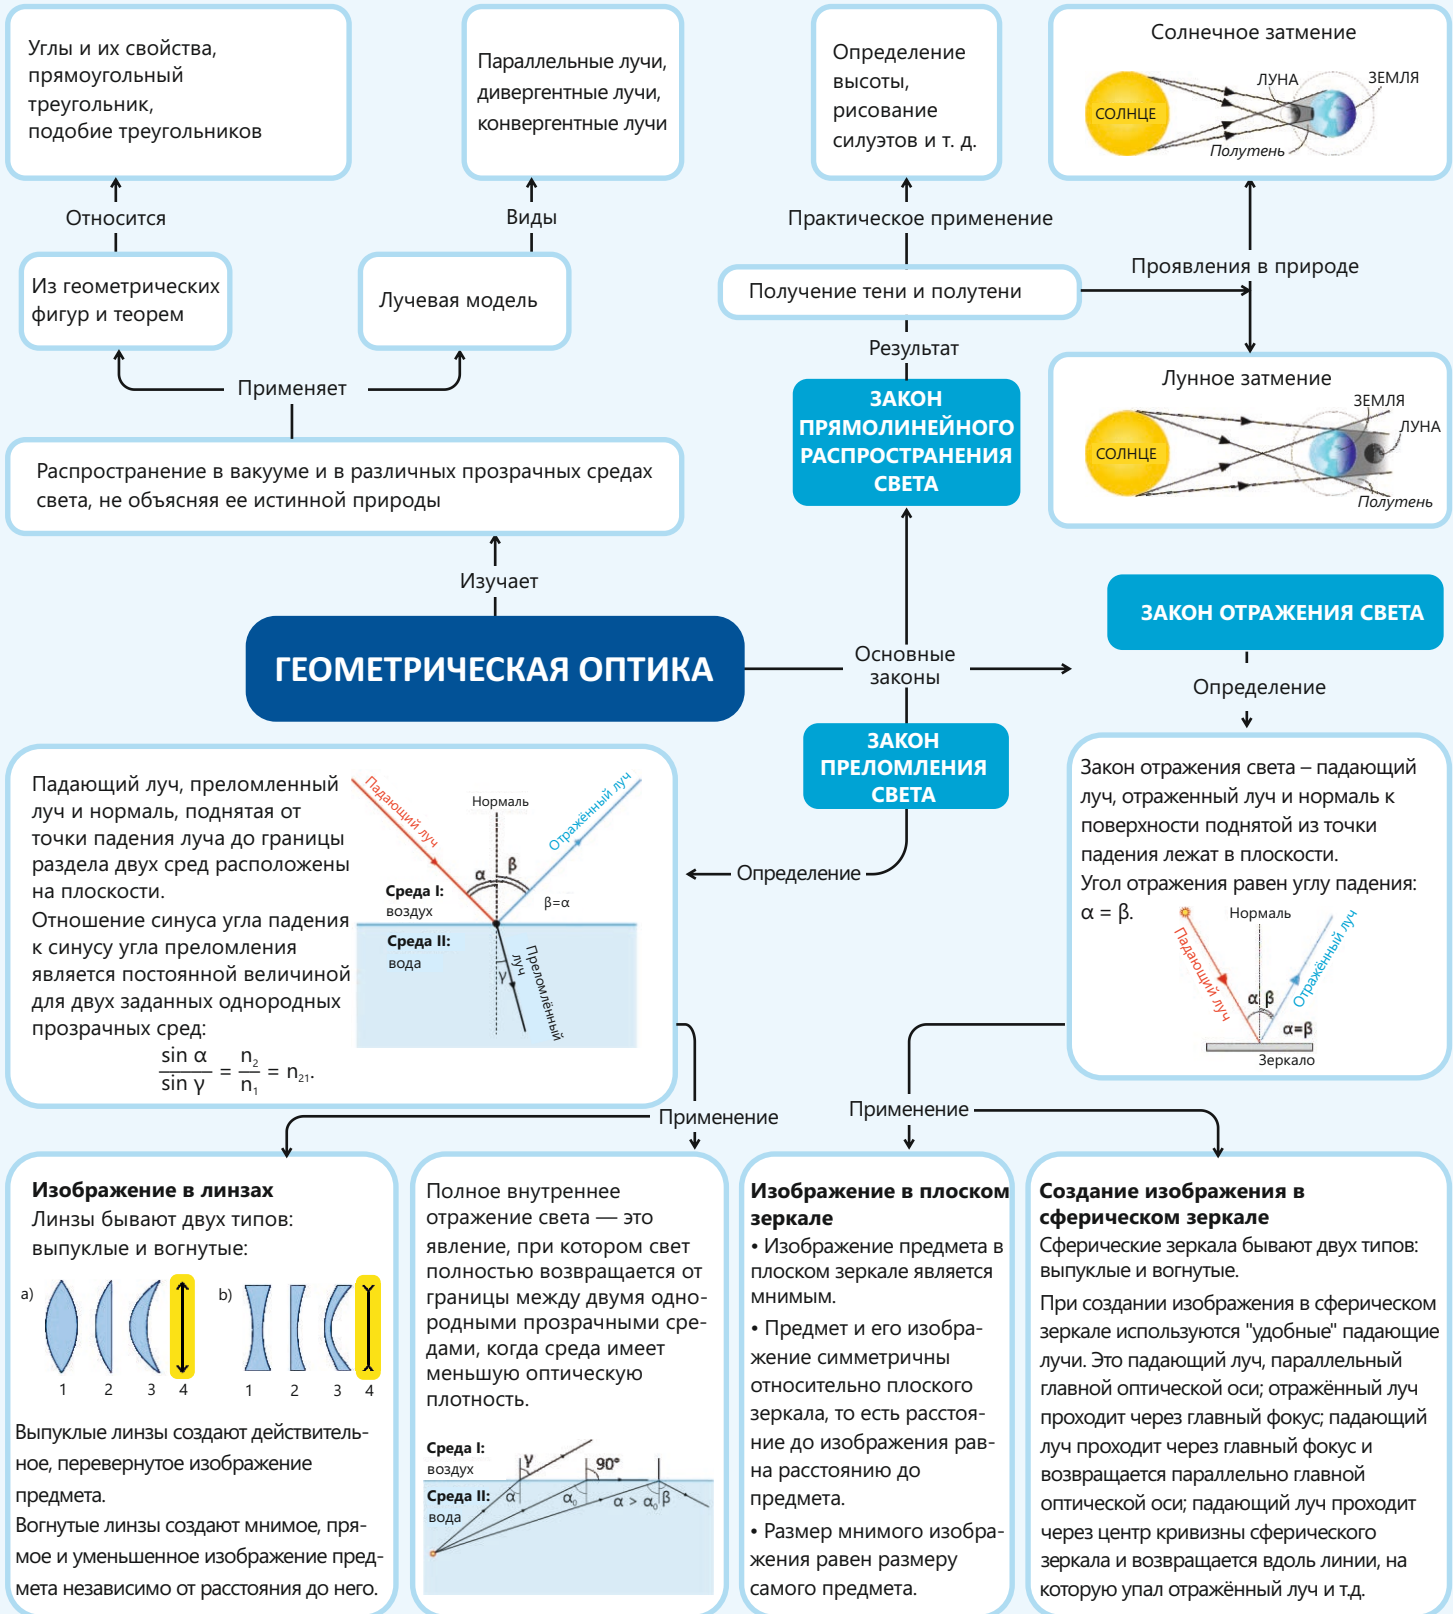 Углы и их свойства,
прямоугольный
треугольник,
подобие треугольников
Параллельные лучи,
дивергентные лучи,
конвергентные лучи
Определение
высоты,
рисование
силуэтов и т. д.
Солнечное затмение
СОЛНЦЕ
ЛУНА
ЗЕМЛЯ
Полутень
Относится
Виды
Практическое применение
Проявления в природе
Из геометрических
фигур и теорем
Лучевая модель
Получение тени и полутени
Результат
Применяет
Лунное затмение
СОЛНЦЕ
ЗЕМЛЯ
ЛУНА
Полутень
ЗАКОН
ПРЯМОЛИНЕЙНОГО
РАСПРОСТРАНЕНИЯ
СВЕТА
Распространение в вакууме и в различных прозрачных средах
света, не объясняя ее истинной природы
Изучает
ГЕОМЕТРИЧЕСКАЯ ОПТИКА
Основные
законы
ЗАКОН ОТРАЖЕНИЯ СВЕТА
Определение
ЗАКОН
ПРЕЛОМЛЕНИЯ
СВЕТА
Определение
Падающий луч, преломленный
луч и нормаль, поднятая от
точки падения луча до границы
раздела двух сред расположены
на плоскости.
Отношение синуса угла падения
к синусу угла преломления
является постоянной величиной
для двух заданных однородных
прозрачных сред:
sin α / sin γ = n₂ / n₁ = n₂₁.
Падающий луч
Нормаль
Отражённый луч
α
β
β=α
Среда I:
воздух
Среда II:
вода
γ
Преломлённый
луч
Закон отражения света – падающий
луч, отраженный луч и нормаль к
поверхности поднятой из точки
падения лежат в плоскости.
Угол отражения равен углу падения:
α = β.
Нормаль
Падающий луч
Отражённый луч
α
β
α=β
Зеркало
Применение
Применение
Изображение в линзах
Линзы бывают двух типов:
выпуклые и вогнутые:
a)
b)
1 2 3 4
1 2 3 4
Выпуклые линзы создают действитель-
ное, перевернутое изображение
предмета.
Вогнутые линзы создают мнимое, пря-
мое и уменьшенное изображение пред-
мета независимо от расстояния до него.
Полное внутреннее
отражение света — это
явление, при котором свет
полностью возвращается от
границы между двумя одно-
родными прозрачными сре-
дами, когда среда имеет
меньшую оптическую
плотность.
Среда I:
воздух
Среда II:
вода
γ
90°
α
α₀
α > α₀
β
Изображение в плоском
зеркале
• Изображение предмета в
плоском зеркале является
мнимым.
• Предмет и его изобра-
жение симметричны
относительно плоского
зеркала, то есть расстоя-
ние до изображения рав-
на расстоянию до
предмета.
• Размер мнимого изобра-
жения равен размеру
самого предмета.
Создание изображения в
сферическом зеркале
Сферические зеркала бывают двух типов:
выпуклые и вогнутые.
При создании изображения в сферическом
зеркале используются "удобные" падающие
лучи. Это падающий луч, параллельный
главной оптической оси; отражённый луч
проходит через главный фокус; падающий
луч проходит через главный фокус и
возвращается параллельно главной
оптической оси; падающий луч проходит
через центр кривизны сферического
зеркала и возвращается вдоль линии, на
которую упал отражённый луч и т.д.